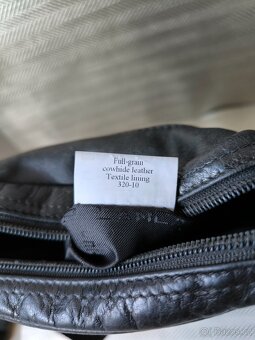 Full-grain
cowhide leather
Textile lining
320-10